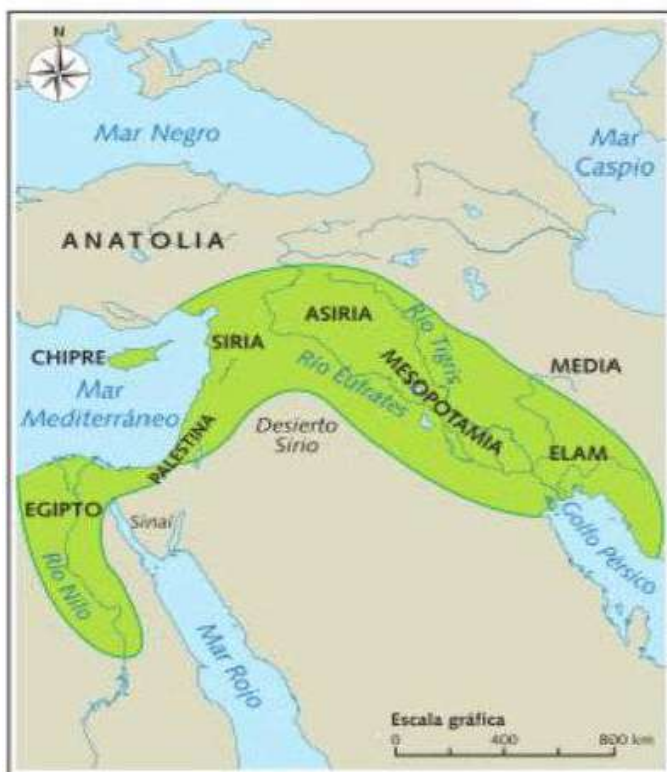 N
Mar Negro
Mar
Caspio
ANATOLIA
ASIRIA
SIRIA
Río Tigris
CHIPRE
MESOPOTAMIA
MEDIA
Río Eufrates
Mar
Mediterráneo
PALESTINA
Desierto
Sirio
ELAM
EGIPTO
Sinaí
Golfo Pérsico
Río Nilo
Mar Rojo
Escala gráfica
0 400 800 km